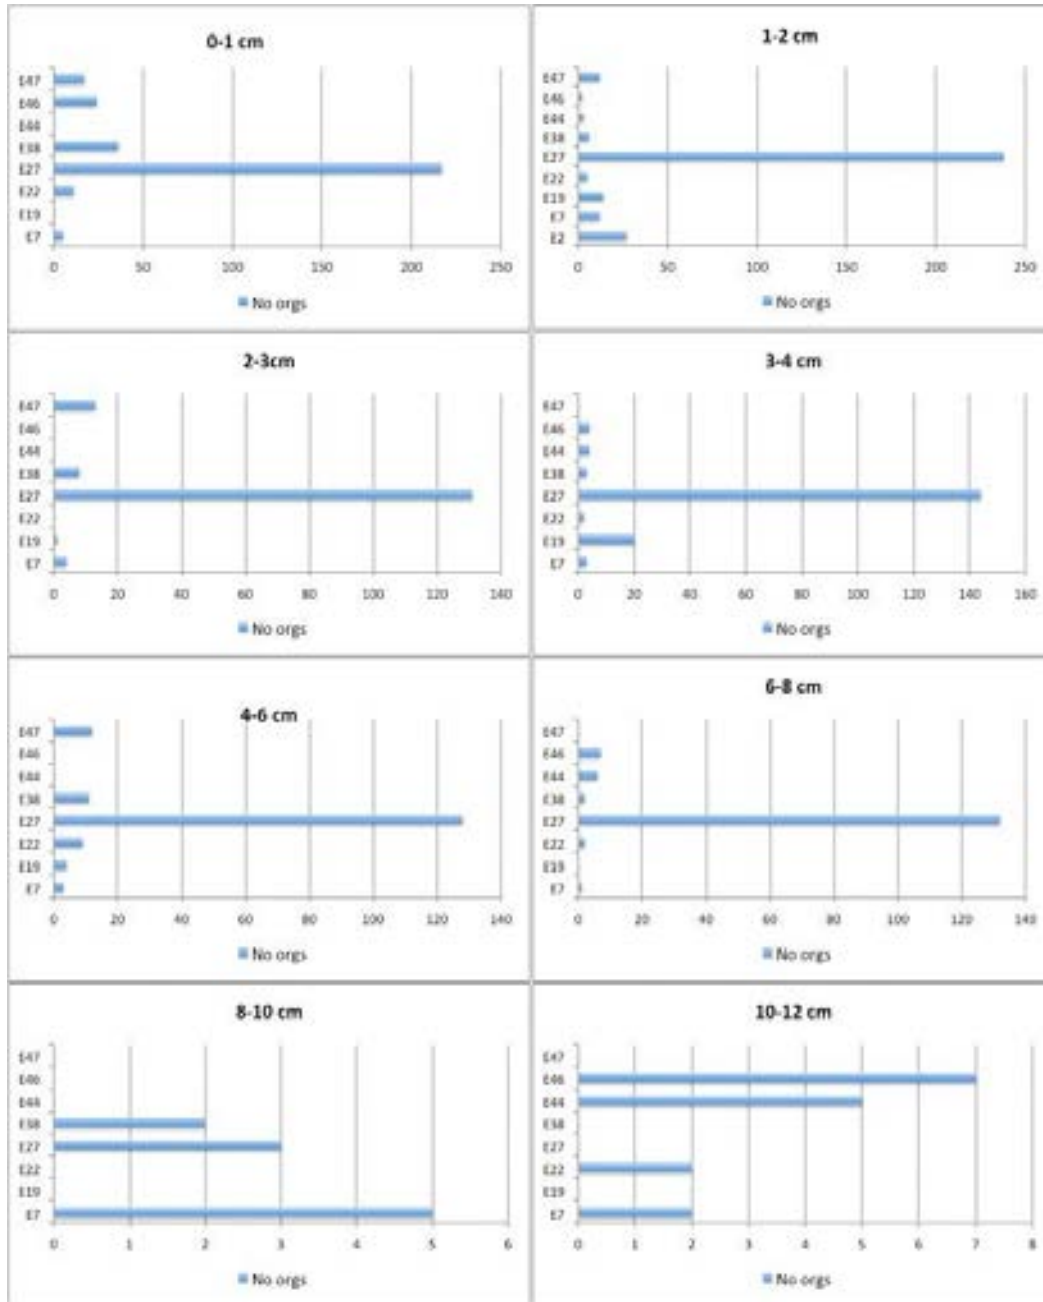 0-1 cm
E47
E46
E44
E38
E27
E22
E19
E7
0 50 100 150 200 250
No orgs
1-2 cm
E47
E46
E44
E38
E27
E22
E19
E7
E2
0 50 100 150 200 250
No orgs
2-3cm
E47
E46
E44
E38
E27
E22
E19
E7
0 20 40 60 80 100 120 140
No orgs
3-4 cm
E47
E46
E44
E38
E27
E22
E19
E7
0 20 40 60 80 100 120 140 160
No orgs
4-6 cm
E47
E46
E44
E38
E27
E22
E19
E7
0 20 40 60 80 100 120 140
No orgs
6-8 cm
E47
E46
E44
E38
E27
E22
E19
E7
0 20 40 60 80 100 120 140
No orgs
8-10 cm
E47
E46
E44
E38
E27
E22
E19
E7
0 1 2 3 4 5 6
No orgs
10-12 cm
E47
E46
E44
E38
E27
E22
E19
E7
0 1 2 3 4 5 6 7 8
No orgs